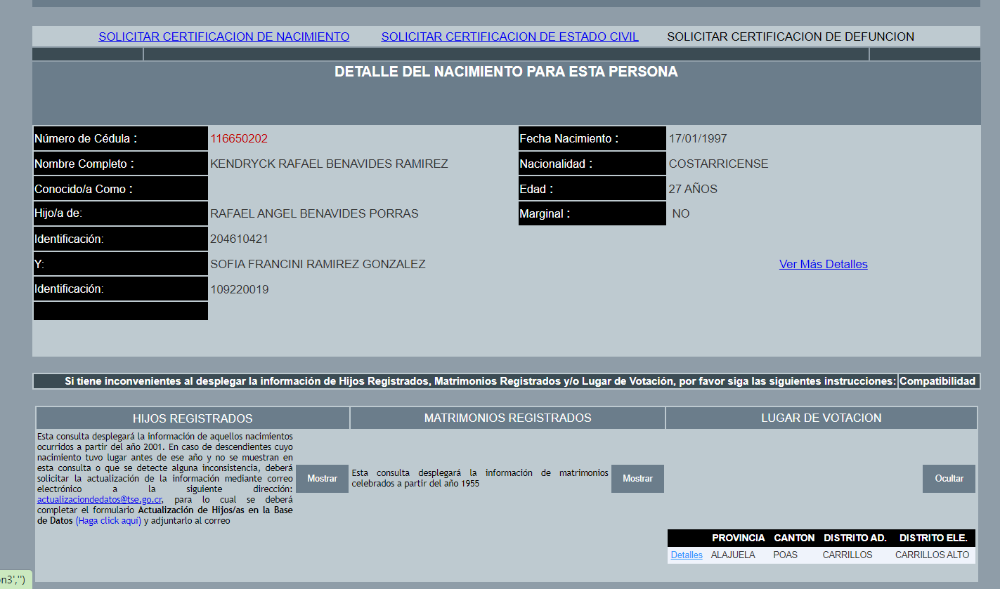 SOLICITAR CERTIFICACION DE NACIMIENTO SOLICITAR CERTIFICACION DE ESTADO CIVIL SOLICITAR CERTIFICACION DE DEFUNCION
DETALLE DEL NACIMIENTO PARA ESTA PERSONA
Número de Cédula : 116650202 Fecha Nacimiento : 17/01/1997
Nombre Completo : KENDRYCK RAFAEL BENAVIDES RAMIREZ Nacionalidad : COSTARRICENSE
Conocido/a Como : Edad : 27 AÑOS
Hijo/a de: RAFAEL ANGEL BENAVIDES PORRAS Marginal : NO
Identificación: 204610421
Y: SOFIA FRANCINI RAMIREZ GONZALEZ Ver Más Detalles
Identificación: 109220019
Si tiene inconvenientes al desplegar la información de Hijos Registrados, Matrimonios Registrados y/o Lugar de Votación, por favor siga las siguientes instrucciones: Compatibilidad
HIJOS REGISTRADOS MATRIMONIOS REGISTRADOS LUGAR DE VOTACION
Esta consulta desplegará la información de aquellos nacimientos
ocurridos a partir del año 2001. En caso de descendientes cuyo
nacimiento tuvo lugar antes de ese año y no se muestran en
esta consulta o que se detecte alguna inconsistencia, deberá
solicitar la actualización de la información mediante correo
electrónico a la siguiente dirección:
actualizaciondedatos@tse.go.cr, para lo cual se deberá
completar el formulario Actualización de Hijos/as en la Base
de Datos (Haga click aquí) y adjuntarlo al correo
Mostrar
Esta consulta desplegará la información de matrimonios
celebrados a partir del año 1955
Mostrar
Ocultar
PROVINCIA CANTON DISTRITO AD. DISTRITO ELE.
Detalles ALAJUELA POAS CARRILLOS CARRILLOS ALTO
on3','')